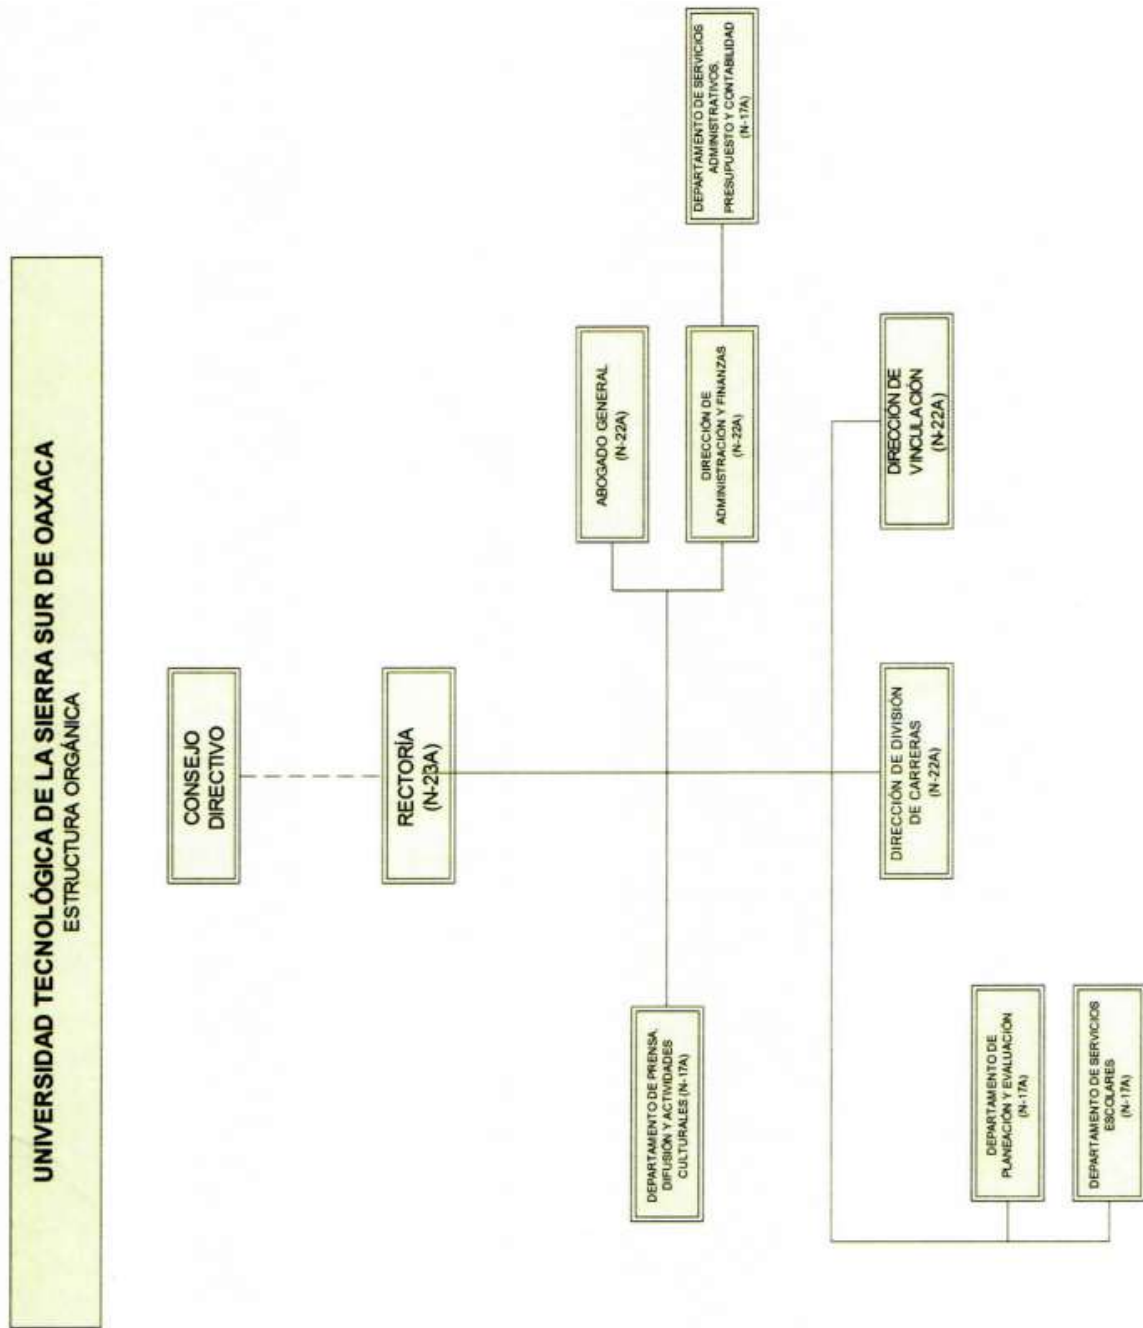 UNIVERSIDAD TECNOLÓGICA DE LA SIERRA SUR DE OAXACA
ESTRUCTURA ORGÁNICA
CONSEJO
DIRECTIVO
RECTORÍA
(N-23A)
DEPARTAMENTO DE PRENSA,
DIFUSIÓN Y ACTIVIDADES
CULTURALES (N-17A)
ABOGADO GENERAL
(N-22A)
DIRECCIÓN DE
ADMINISTRACIÓN Y FINANZAS
(N-22A)
DEPARTAMENTO DE SERVICIOS
ADMINISTRATIVOS,
PRESUPUESTO Y CONTABILIDAD
(N-17A)
DIRECCIÓN DE DIVISIÓN
DE CARRERAS
(N-22A)
DIRECCIÓN DE
VINCULACIÓN
(N-22A)
DEPARTAMENTO DE
PLANEACIÓN Y EVALUACIÓN
(N-17A)
DEPARTAMENTO DE SERVICIOS
ESCOLARES
(N-17A)